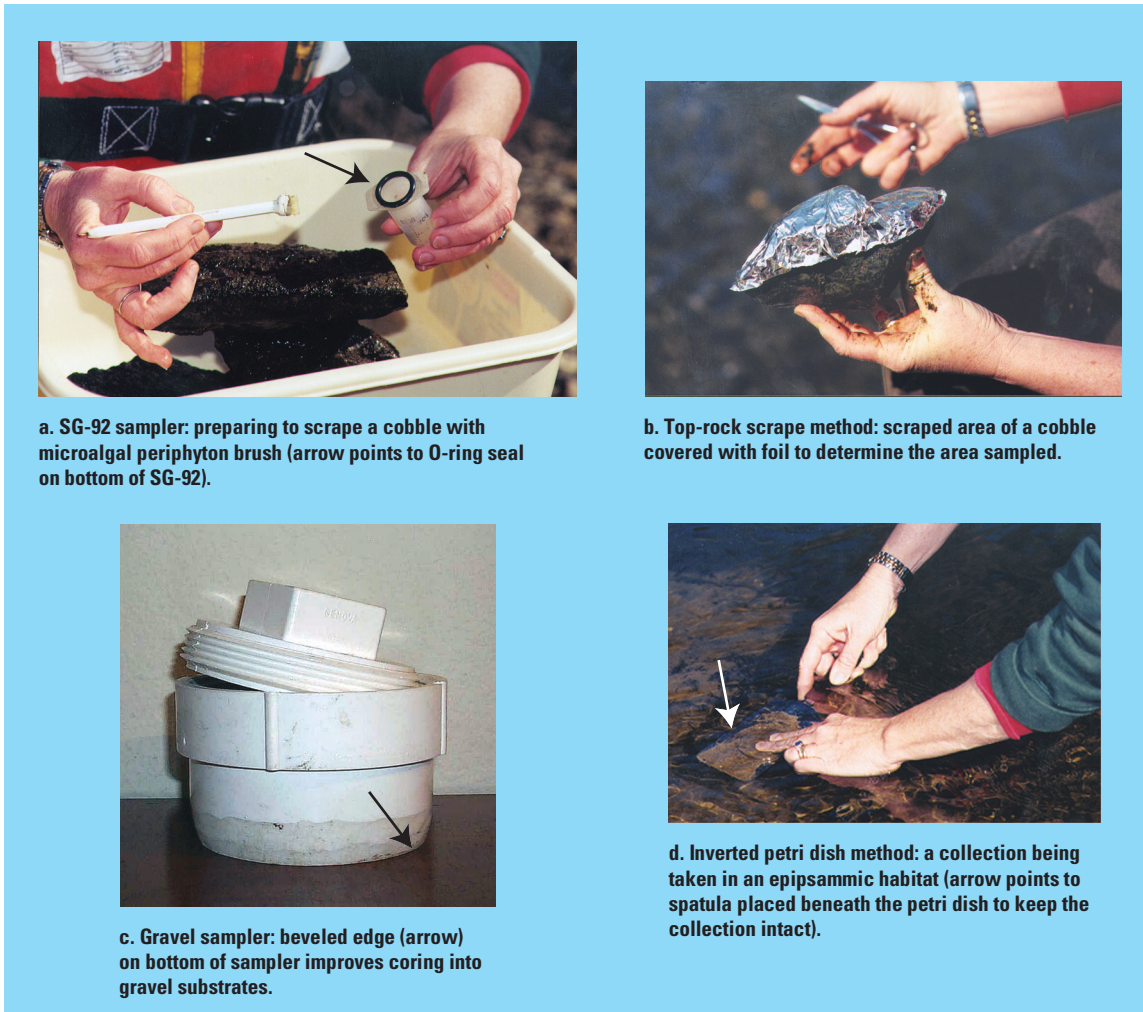 a. SG-92 sampler: preparing to scrape a cobble with
microalgal periphyton brush (arrow points to O-ring seal
on bottom of SG-92).
b. Top-rock scrape method: scraped area of a cobble
covered with foil to determine the area sampled.
GENOVA
c. Gravel sampler: beveled edge (arrow)
on bottom of sampler improves coring into
gravel substrates.
d. Inverted petri dish method: a collection being
taken in an epipsammic habitat (arrow points to
spatula placed beneath the petri dish to keep the
collection intact).